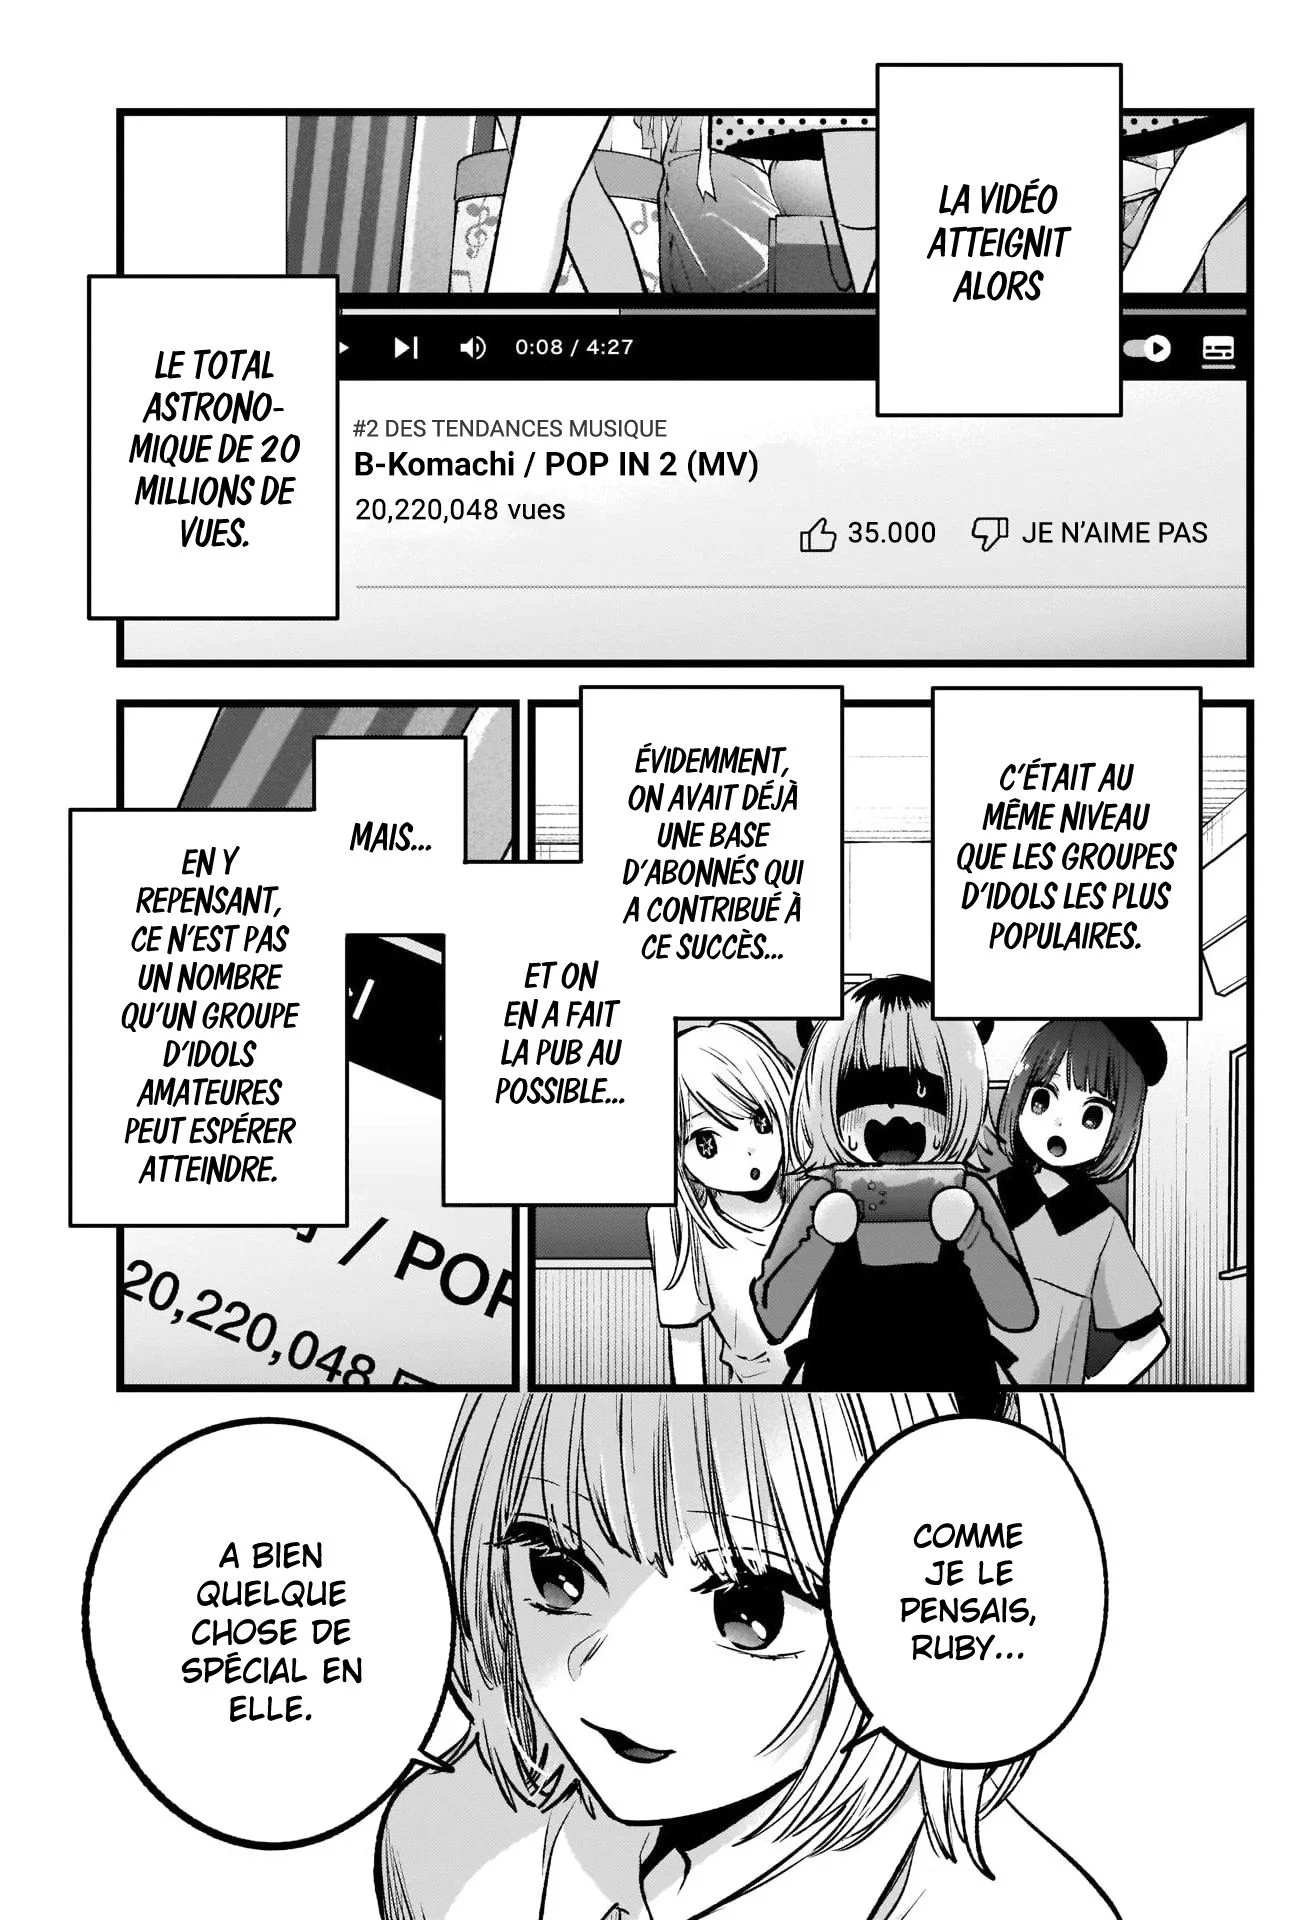 LA VIDÉO
ATTEIGNIT
ALORS
LE TOTAL
ASTRONO-
MIQUE DE 20
MILLIONS DE
VUES.
0:08 / 4:27
#2 DES TENDANCES MUSIQUE
B-Komachi / POP IN 2 (MV)
20,220,048 vues
35.000
JE N'AIME PAS
C'ÉTAIT AU
MÊME NIVEAU
QUE LES GROUPES
D'IDOLS LES PLUS
POPULAIRES.
ÉVIDEMMENT,
ON AVAIT DÉJÀ
UNE BASE
D'ABONNÉS QUI
A CONTRIBUÉ À
CE SUCCÈS...
ET ON
EN A FAIT
LA PUB AU
POSSIBLE...
MAIS...
EN Y
REPENSANT,
CE N'EST PAS
UN NOMBRE
QU'UN GROUPE
D'IDOLS
AMATEURES
PEUT ESPÉRER
ATTEINDRE.
/ POP
20,220,048
COMME
JE LE
PENSAIS,
RUBY...
A BIEN
QUELQUE
CHOSE DE
SPÉCIAL EN
ELLE.